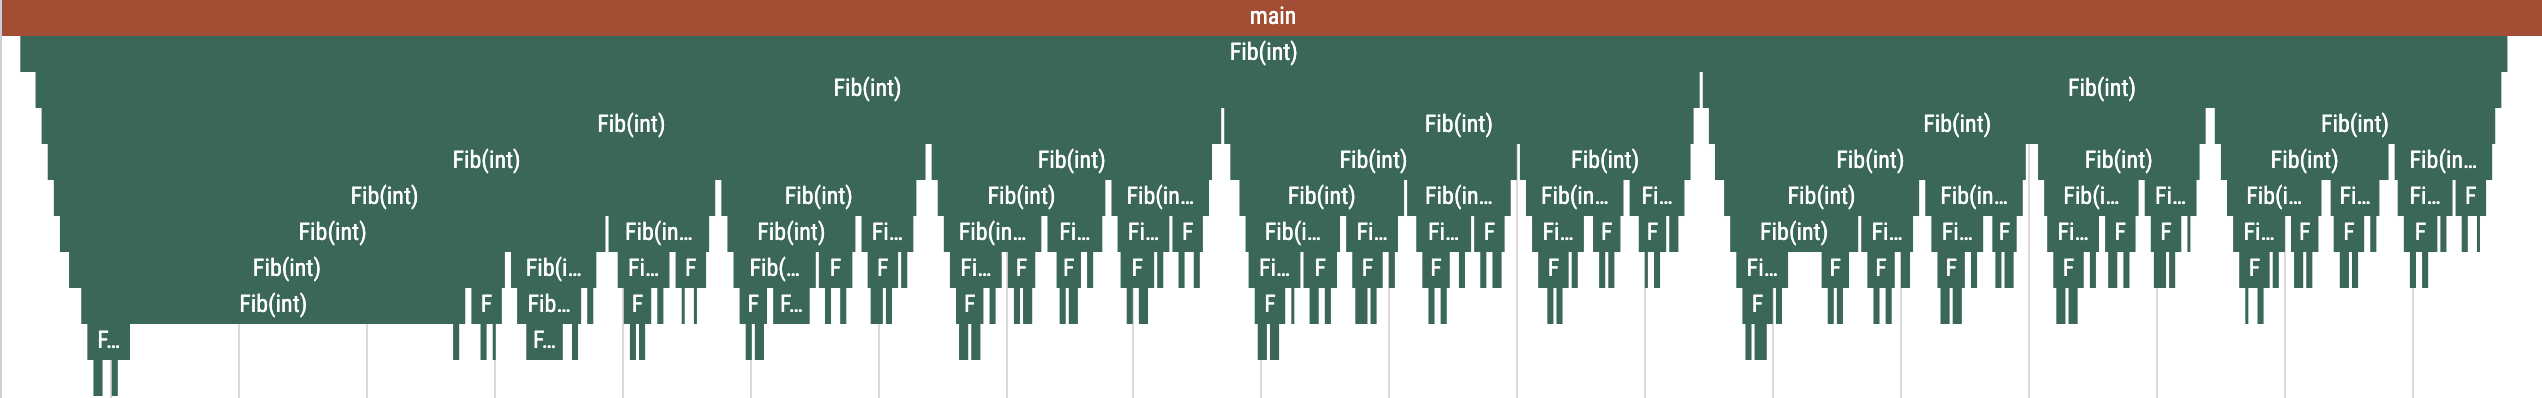 main
Fib(int)
Fib(int) Fib(int)
Fib(int) Fib(int) Fib(int) Fib(int)
Fib(int) Fib(int) Fib(int) Fib(int) Fib(int) Fib(int) Fib(int) Fib(in...
Fib(int) Fib(int) Fib(int) Fib(in... Fib(int) Fib(in... Fib(in... Fi... Fib(int) Fib(in... Fib(i... Fi... Fib(i... Fi... Fi... F
Fib(int) Fib(in... Fib(int) Fi... Fib(in... Fi... Fi... F Fib(i... Fi... Fi... F Fi... F F Fib(int) Fi... Fi... F Fi... F F Fi... F F F
Fib(int) Fib(i... Fi... F Fib(... F F Fi... F F F Fi... F F F F Fi... F F F F F
Fib(int) F Fib... F F F... F F F
F... F...